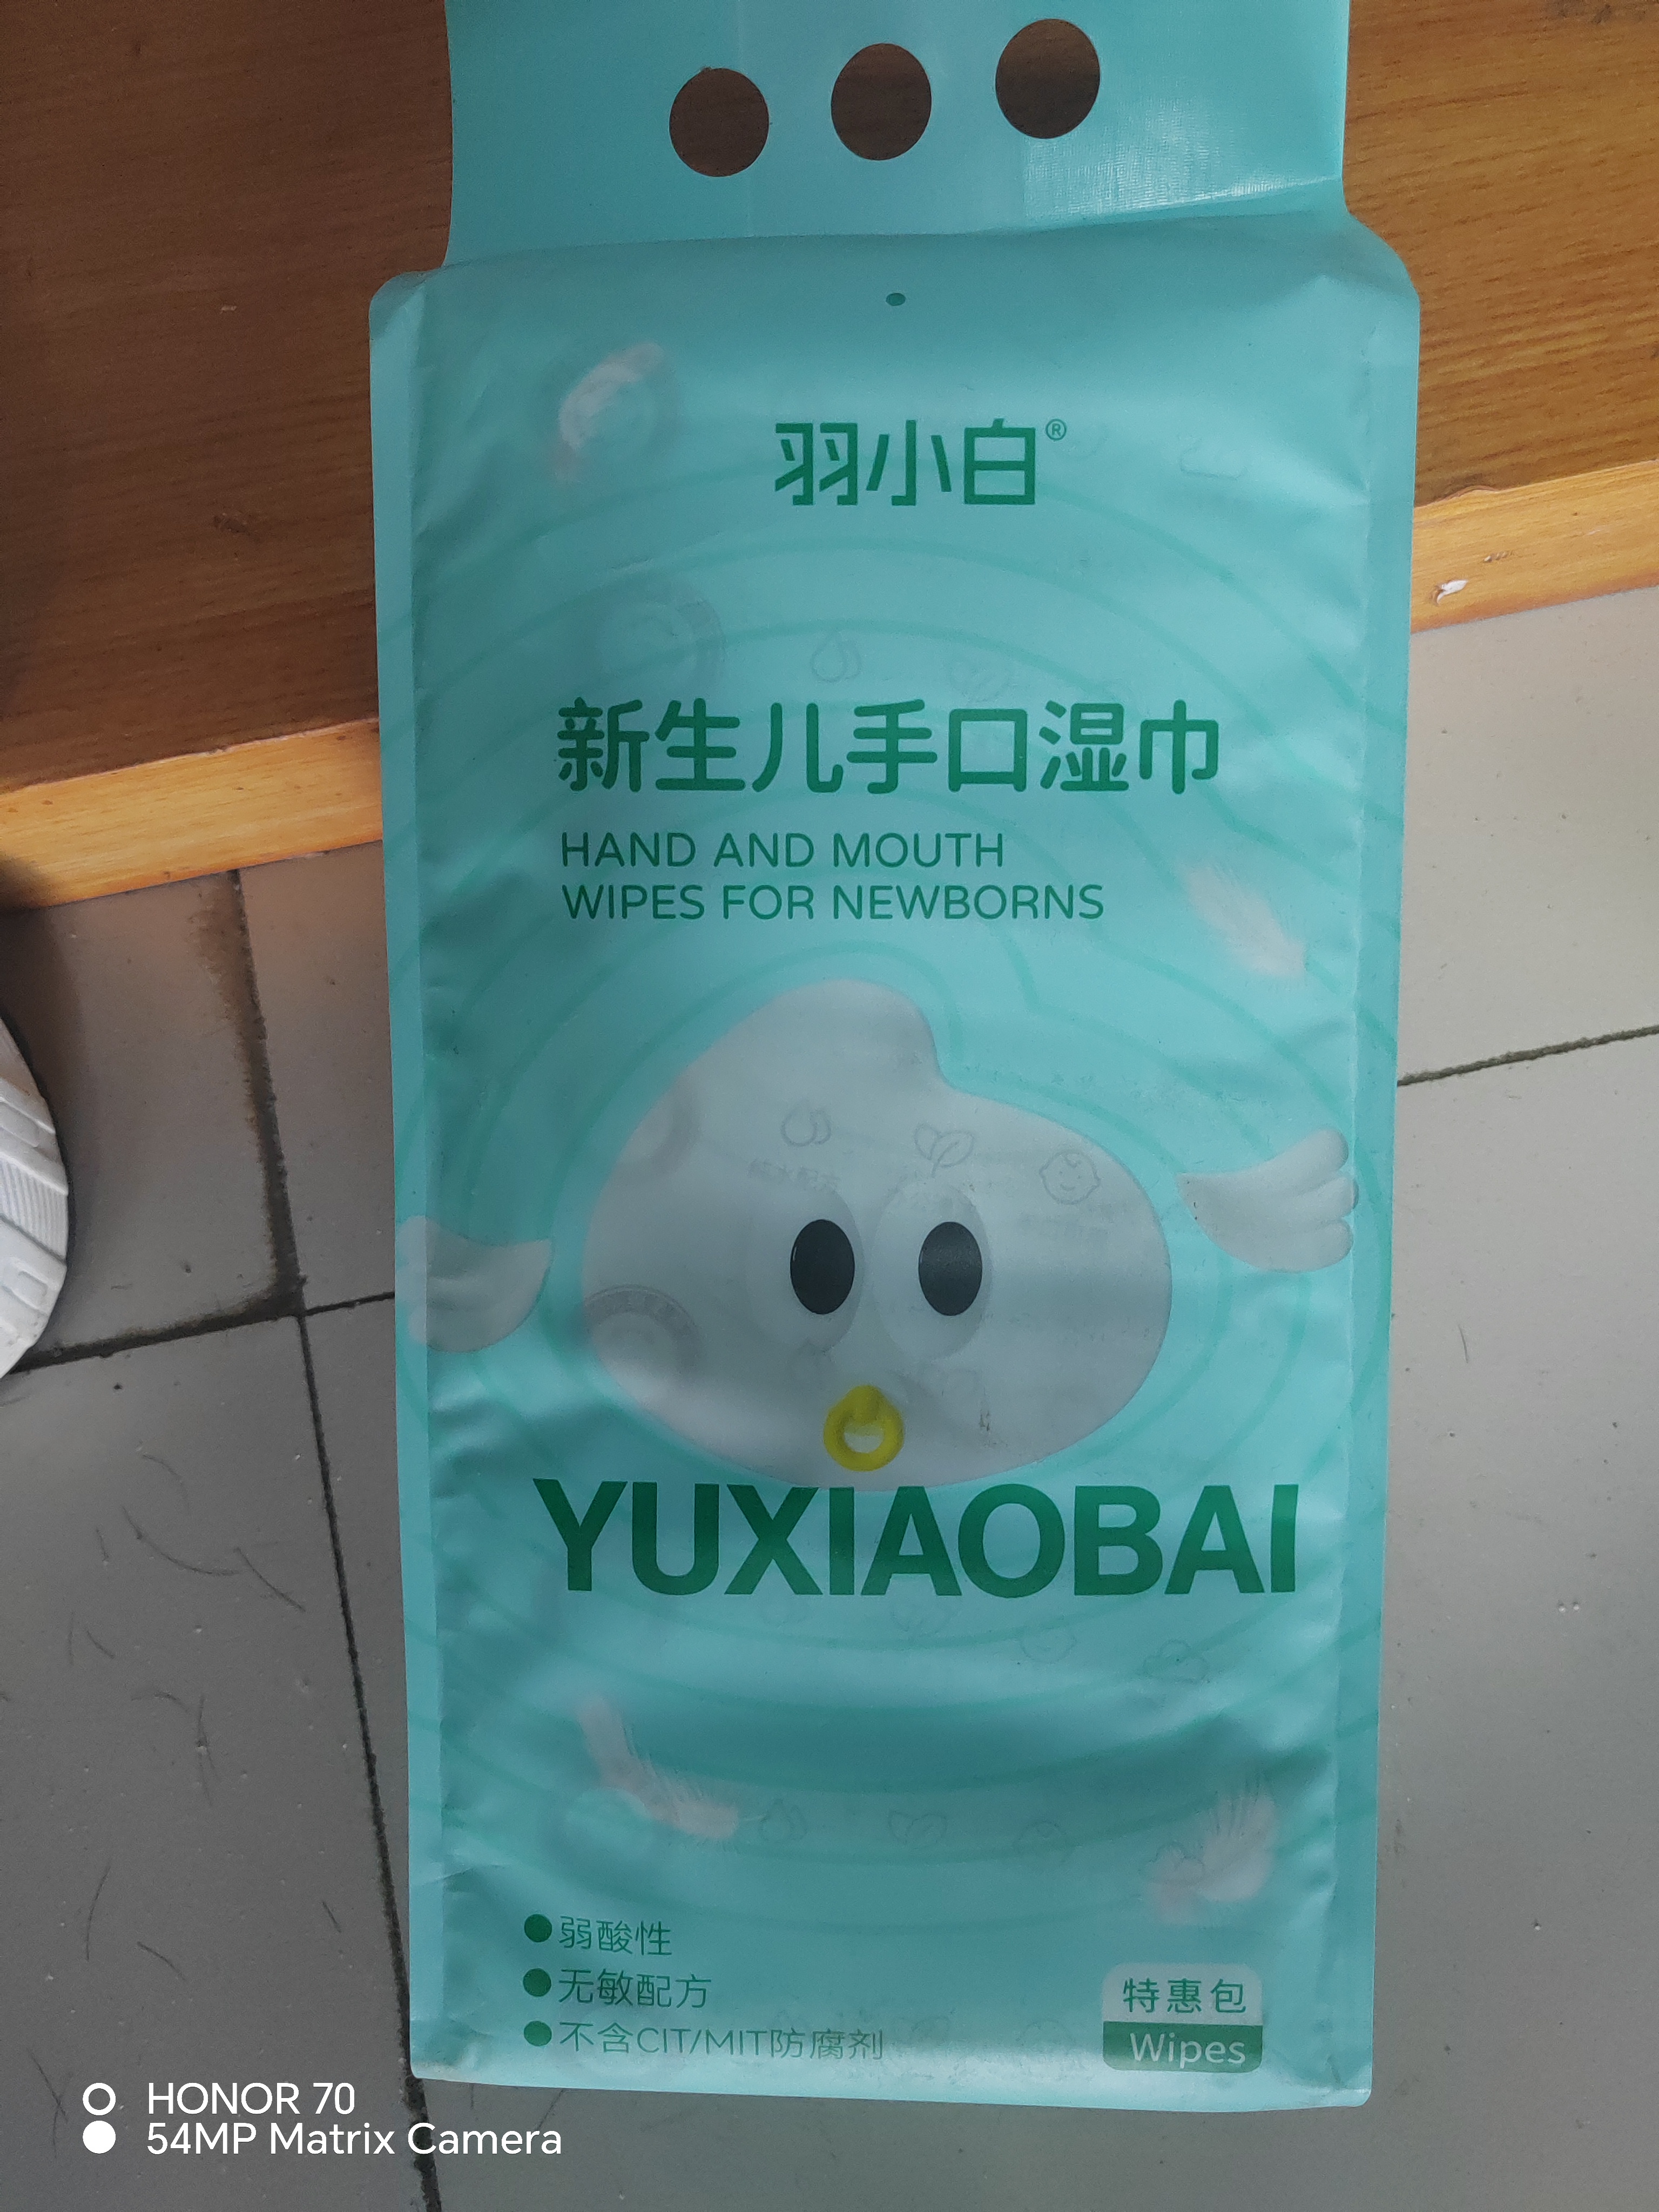 羽小白®
新生儿手口湿巾
HAND AND MOUTH
WIPES FOR NEWBORNS
YUXIAOBAI
●弱酸性
●无敏配方
●不含CIT/MIT防腐剂
特惠包
Wipes
HONOR 70
54MP Matrix Camera